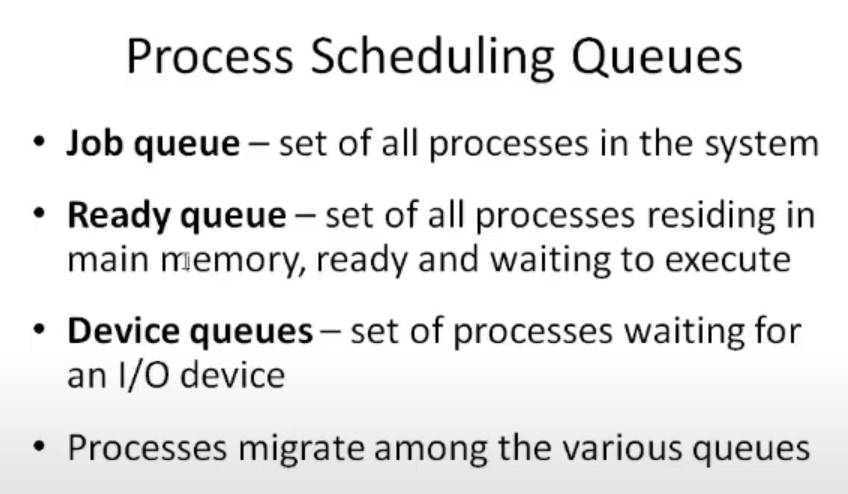 Process Scheduling Queues
• Job queue – set of all processes in the system
• Ready queue – set of all processes residing in
main memory, ready and waiting to execute
• Device queues – set of processes waiting for
an I/O device
• Processes migrate among the various queues